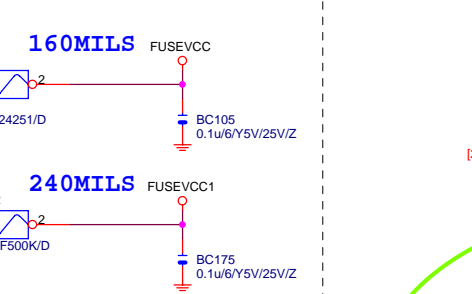 160MILS FUSEVCC
2
24251/D
BC105
0.1u/6/Y5V/25V/Z
240MILS FUSEVCC1
2
F500K/D
BC175
0.1u/6/Y5V/25V/Z